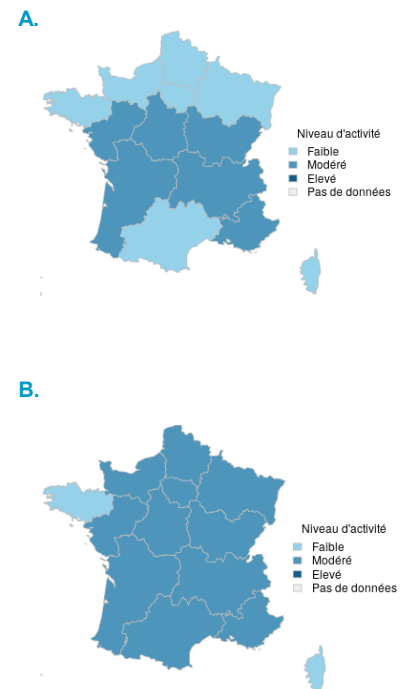 A.
Niveau d'activité
Faible
Modéré
Elevé
Pas de données
B.
Niveau d'activité
Faible
Modéré
Elevé
Pas de données